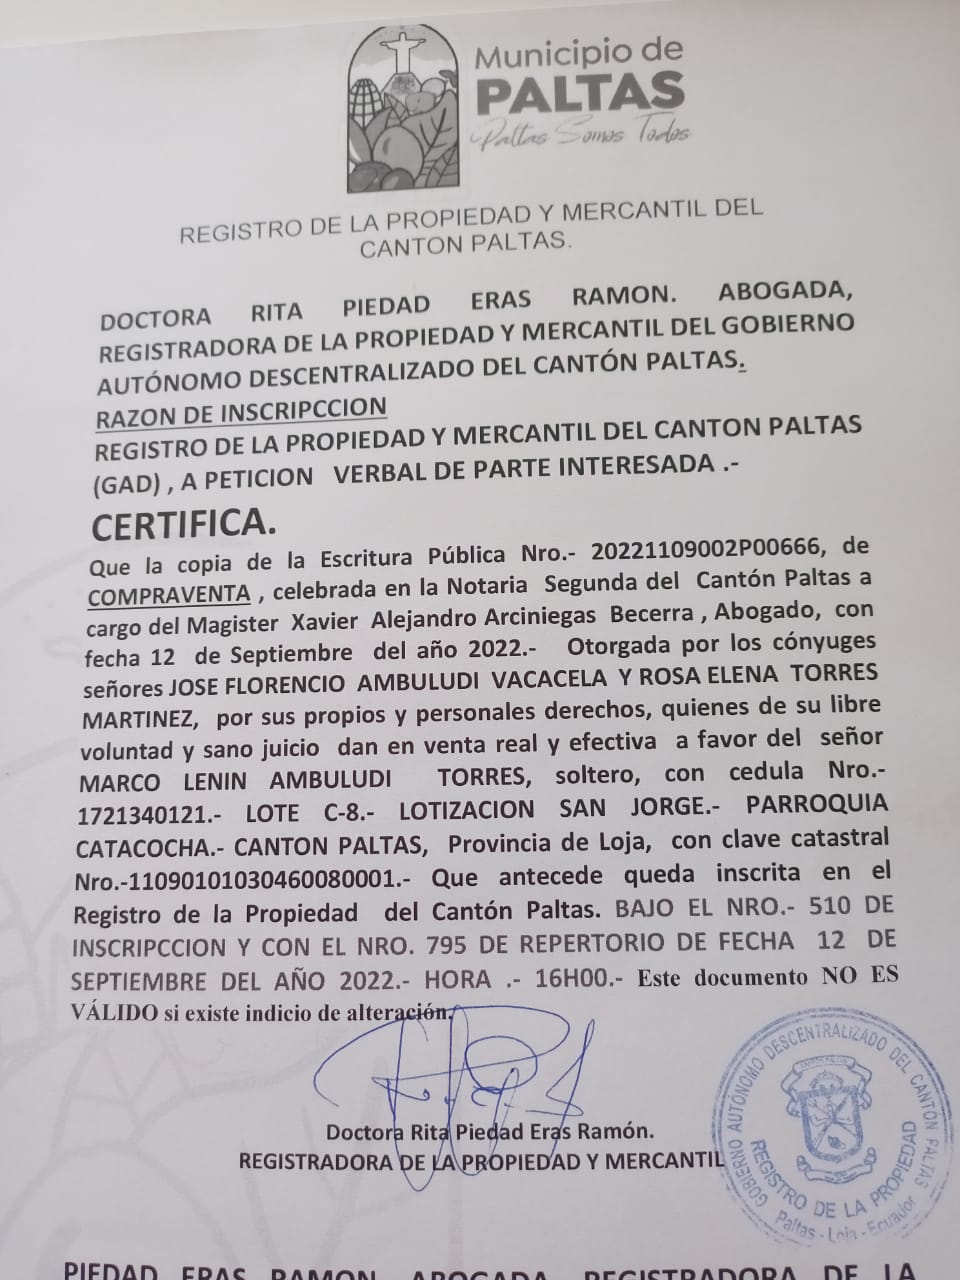 Municipio de
PALTAS
Paltas Somos Todos
REGISTRO DE LA PROPIEDAD Y MERCANTIL DEL
CANTON PALTAS.
DOCTORA RITA PIEDAD ERAS RAMON. ABOGADA,
REGISTRADORA DE LA PROPIEDAD Y MERCANTIL DEL GOBIERNO
AUTÓNOMO DESCENTRALIZADO DEL CANTÓN PALTAS.
RAZON DE INSCRIPCCION
REGISTRO DE LA PROPIEDAD Y MERCANTIL DEL CANTON PALTAS
(GAD) , A PETICION VERBAL DE PARTE INTERESADA .-
CERTIFICA.
Que la copia de la Escritura Pública Nro.- 20221109002P00666, de
COMPRAVENTA , celebrada en la Notaria Segunda del Cantón Paltas a
cargo del Magister Xavier Alejandro Arciniegas Becerra , Abogado, con
fecha 12 de Septiembre del año 2022.- Otorgada por los cónyuges
señores JOSE FLORENCIO AMBULUDI VACACELA Y ROSA ELENA TORRES
MARTINEZ, por sus propios y personales derechos, quienes de su libre
voluntad y sano juicio dan en venta real y efectiva a favor del señor
MARCO LENIN AMBULUDI TORRES, soltero, con cedula Nro.-
1721340121.- LOTE C-8.- LOTIZACION SAN JORGE.- PARROQUIA
CATACOCHA.- CANTON PALTAS, Provincia de Loja, con clave catastral
Nro.-11090101030460080001.- Que antecede queda inscrita en el
Registro de la Propiedad del Cantón Paltas. BAJO EL NRO.- 510 DE
INSCRIPCCION Y CON EL NRO. 795 DE REPERTORIO DE FECHA 12 DE
SEPTIEMBRE DEL AÑO 2022.- HORA .- 16H00.- Este documento NO ES
VÁLIDO si existe indicio de alteración.
Doctora Rita Piedad Eras Ramón.
REGISTRADORA DE LA PROPIEDAD Y MERCANTIL
GOBIERNO AUTÓNOMO DESCENTRALIZADO DEL CANTÓN PALTAS
REGISTRO DE LA PROPIEDAD
Paltas - Loja - Ecuador
PIEDAD ERAS RAMON. ABOGADA, REGISTRADORA DE LA